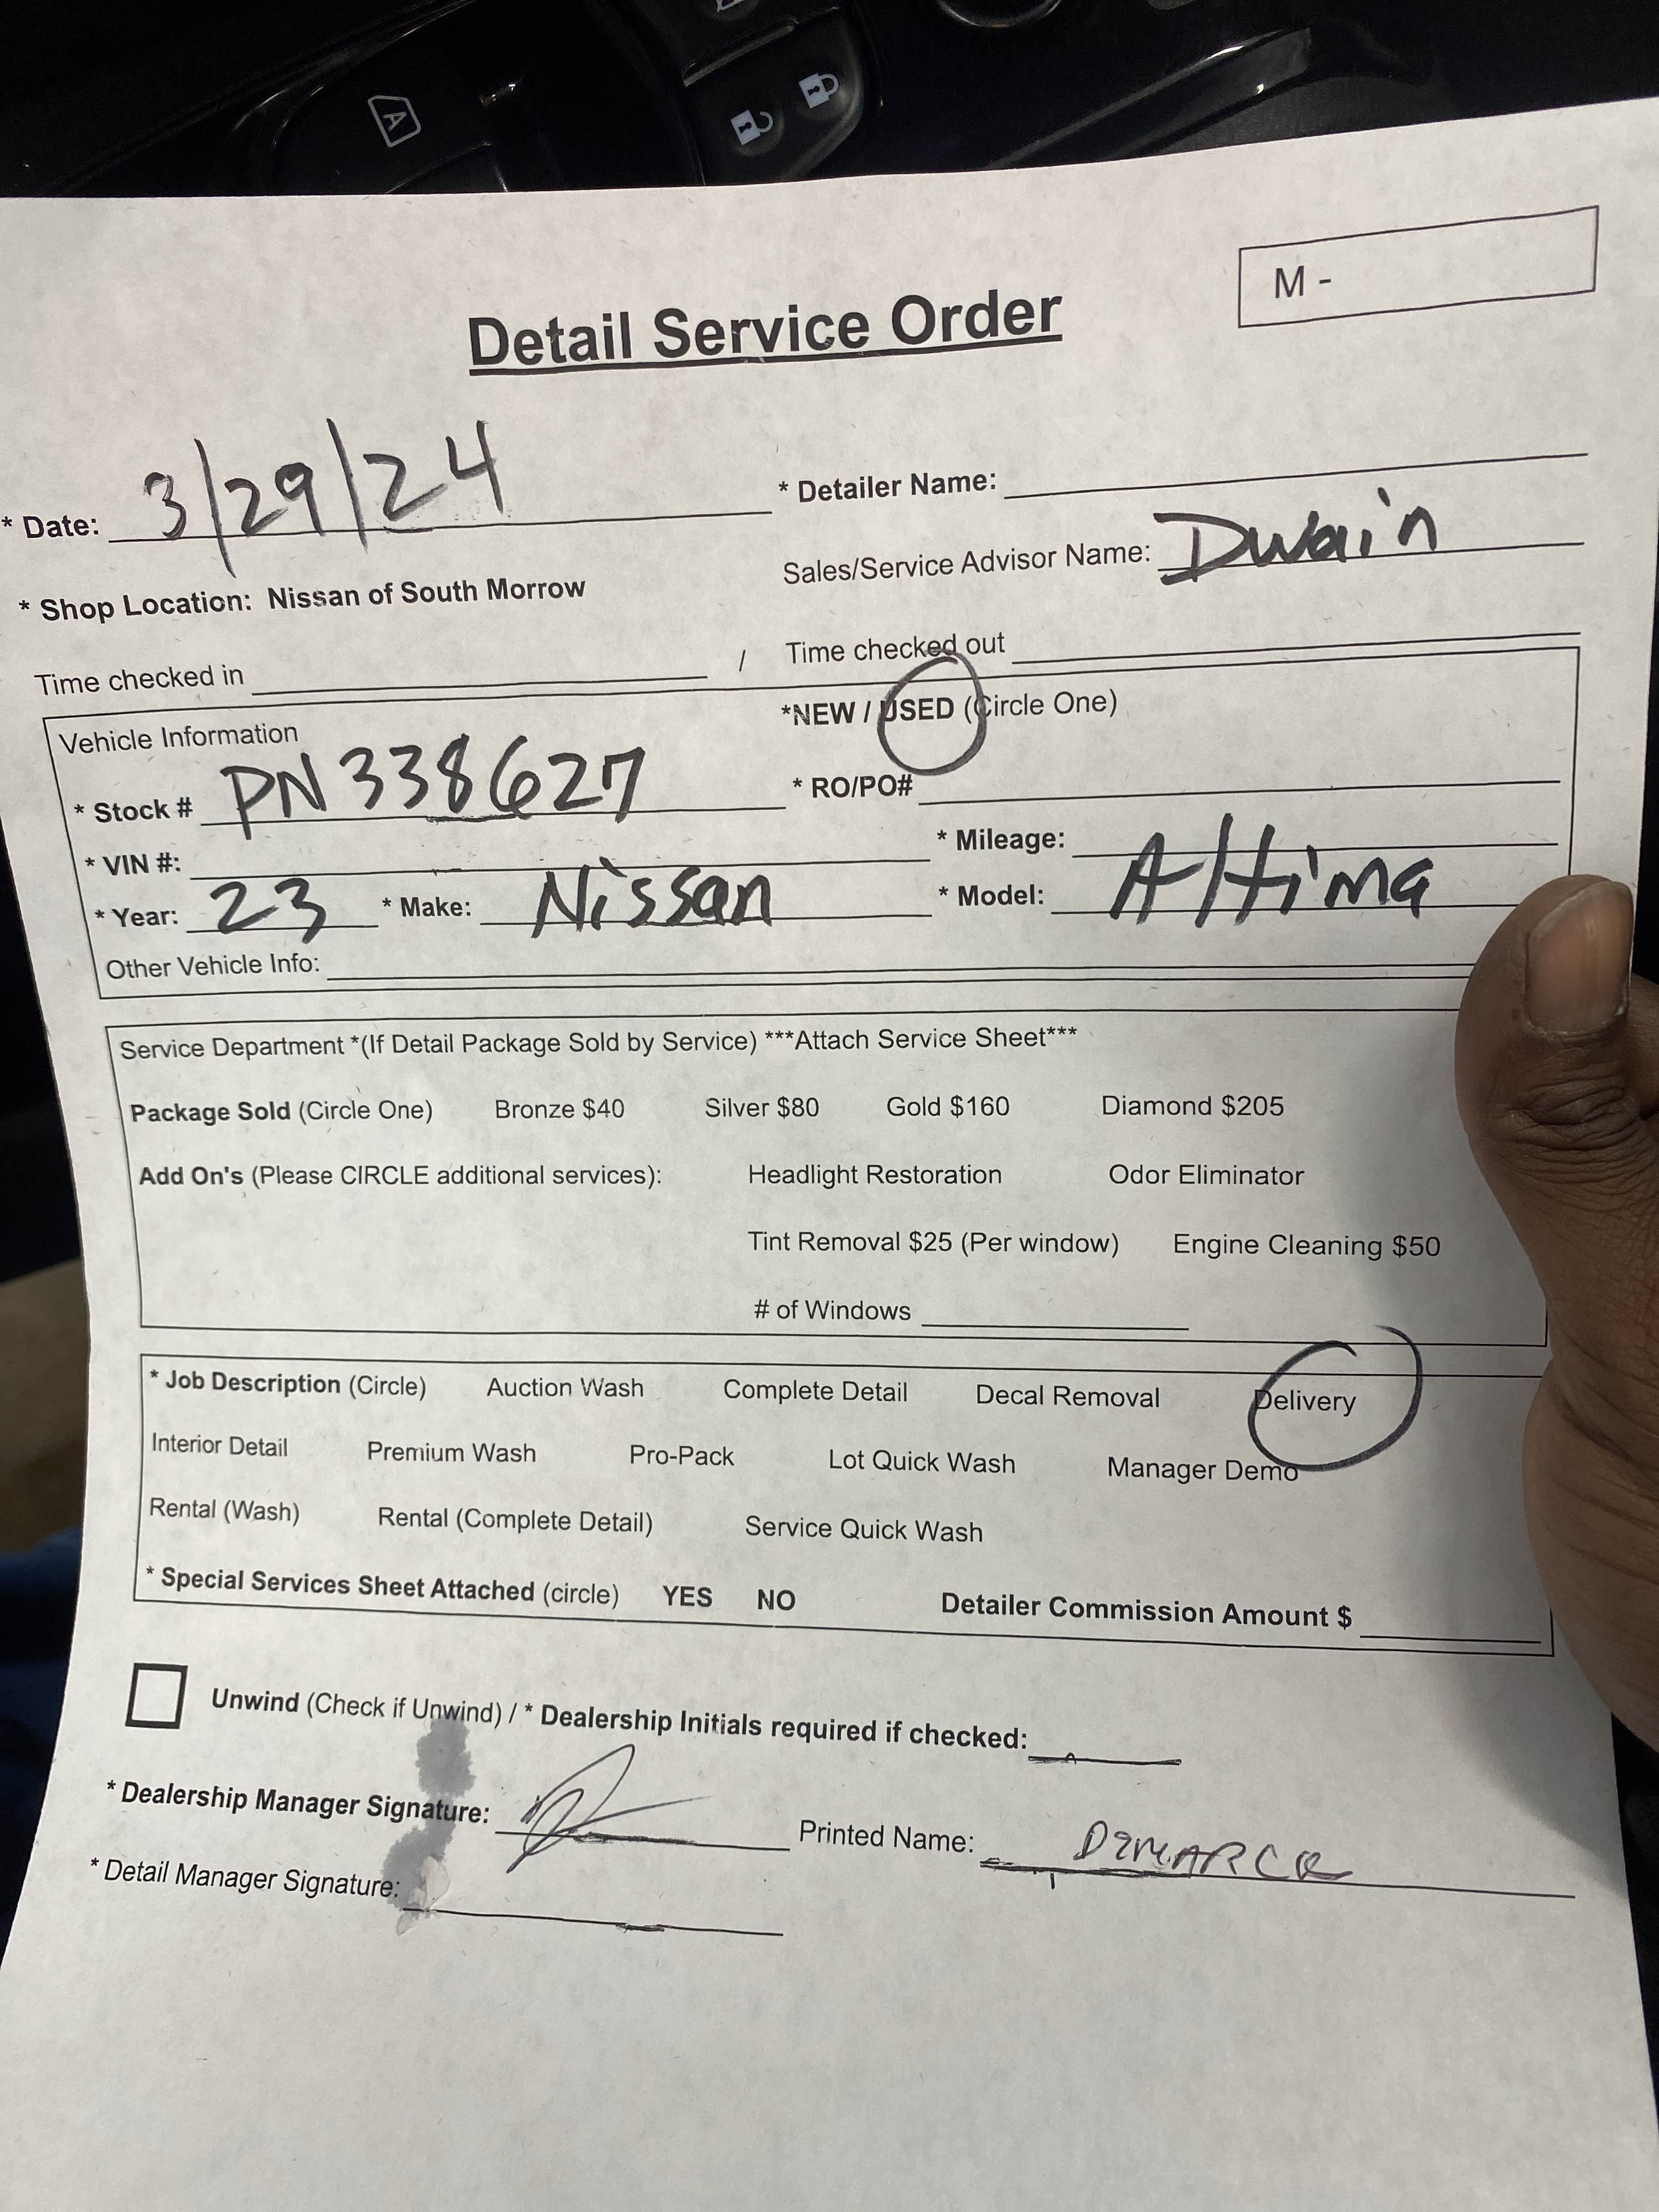 M -
Detail Service Order
* Date: 3/29/24 * Detailer Name:
* Shop Location: Nissan of South Morrow Sales/Service Advisor Name: Dwain
Time checked in / Time checked out
Vehicle Information *NEW / USED (Circle One)
* Stock # PN338627 * RO/PO#
* VIN #: * Mileage:
* Year: 23 * Make: Nissan * Model: Altima
Other Vehicle Info:
Service Department *(If Detail Package Sold by Service) ***Attach Service Sheet***
Package Sold (Circle One) Bronze $40 Silver $80 Gold $160 Diamond $205
Add On's (Please CIRCLE additional services): Headlight Restoration Odor Eliminator
Tint Removal $25 (Per window) Engine Cleaning $50
# of Windows
* Job Description (Circle) Auction Wash Complete Detail Decal Removal Delivery
Interior Detail Premium Wash Pro-Pack Lot Quick Wash Manager Demo
Rental (Wash) Rental (Complete Detail) Service Quick Wash
* Special Services Sheet Attached (circle) YES NO Detailer Commission Amount $
Unwind (Check if Unwind) / * Dealership Initials required if checked:
* Dealership Manager Signature: Printed Name:
* Detail Manager Signature:
A